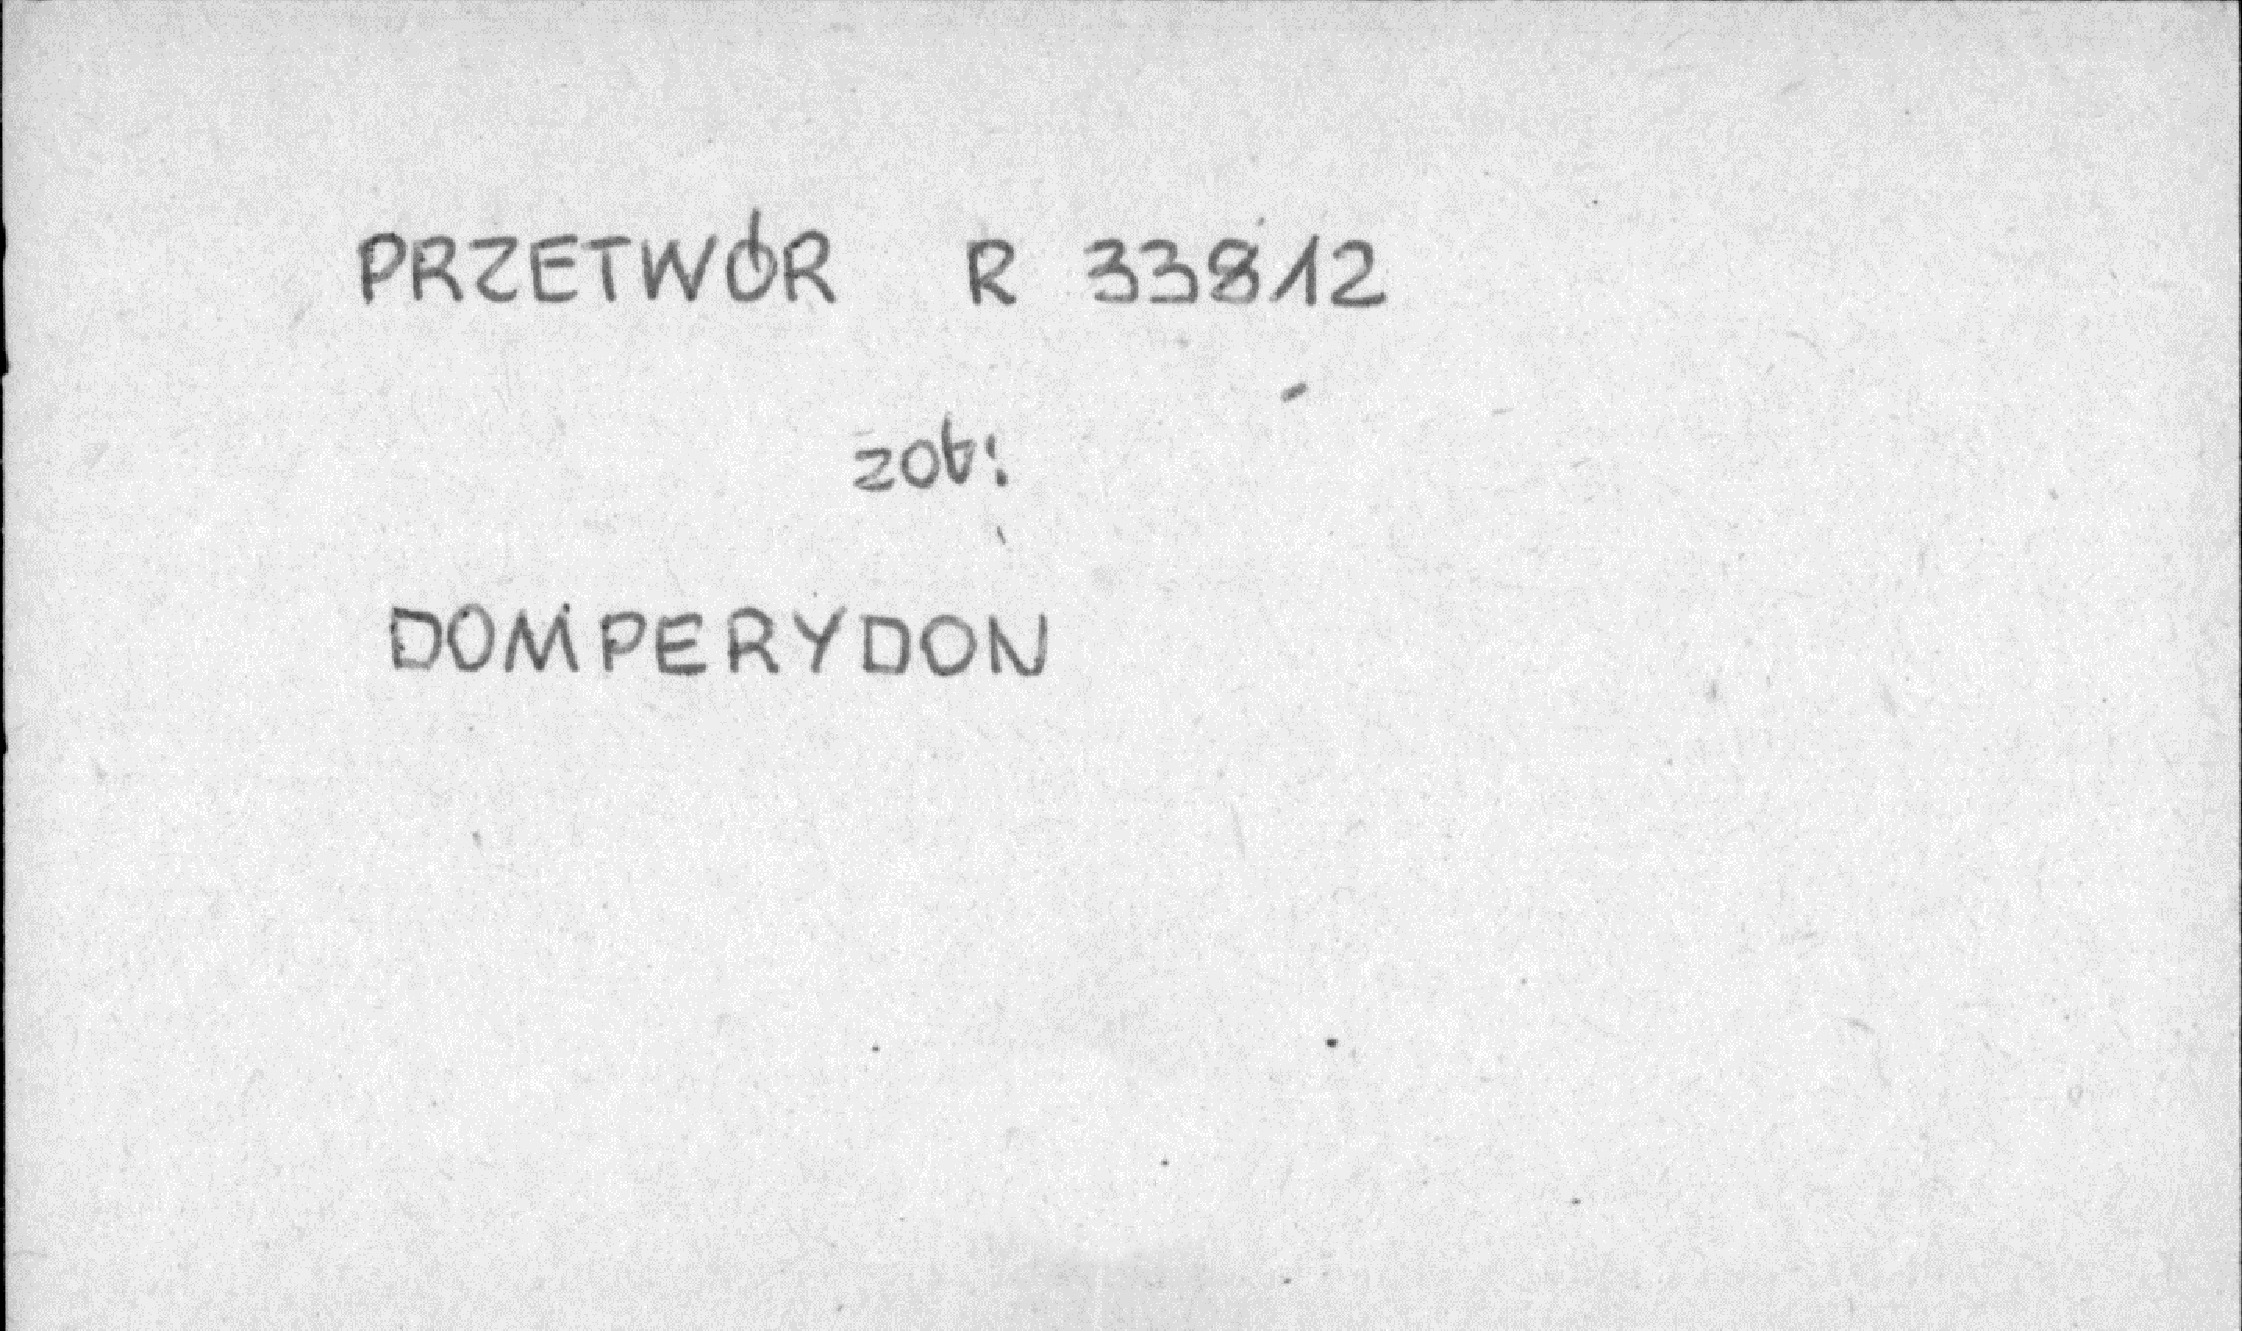 PRZETWÓR R 33812
zob:
DOMPERYDON